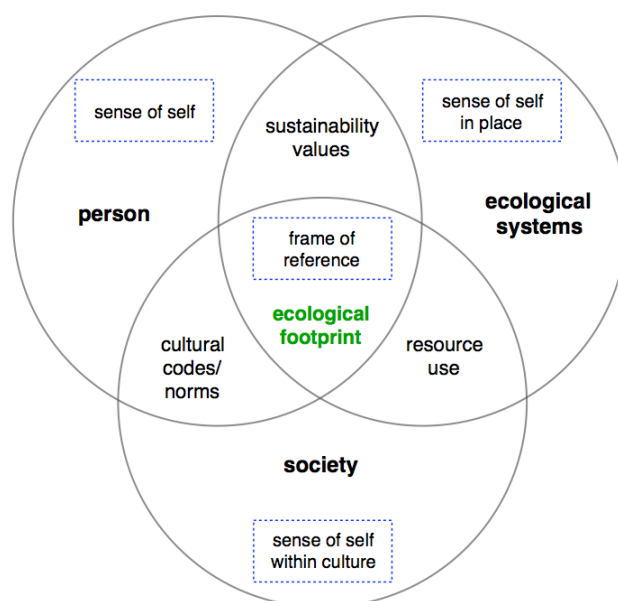 sense of self
sense of self
in place
sustainability
values
person
ecological
systems
frame of
reference
ecological
footprint
cultural
codes/
norms
resource
use
society
sense of self
within culture